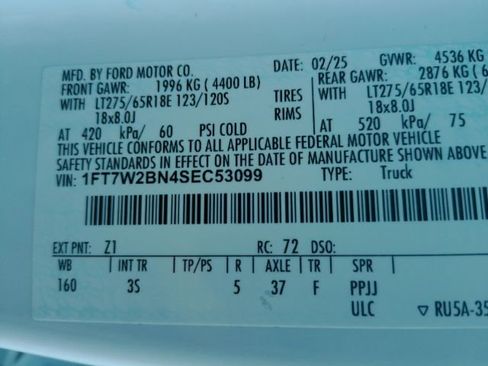 MFD. BY FORD MOTOR CO. DATE: 02/25 GVWR: 4536 KG
FRONT GAWR: 1996 KG (4400 LB) REAR GAWR: 2876 KG
WITH LT275/65R18E 123/120S TIRES LT275/65R18E 123/
18x8.0J RIMS 18x8.0J
AT 420 kPa/ 60 PSI COLD AT 520 kPa/ 75
THIS VEHICLE CONFORMS TO ALL APPLICABLE FEDERAL MOTOR VEHICLE
SAFETY STANDARDS IN EFFECT ON THE DATE OF MANUFACTURE SHOWN ABOVE
VIN: 1FT7W2BN4SEC53099 TYPE: Truck
EXT PNT: Z1 RC: 72 DSO:
WB INT TR TP/PS R AXLE TR SPR
160 3S 5 37 F PPJJ
ULC ▽ RU5A-35